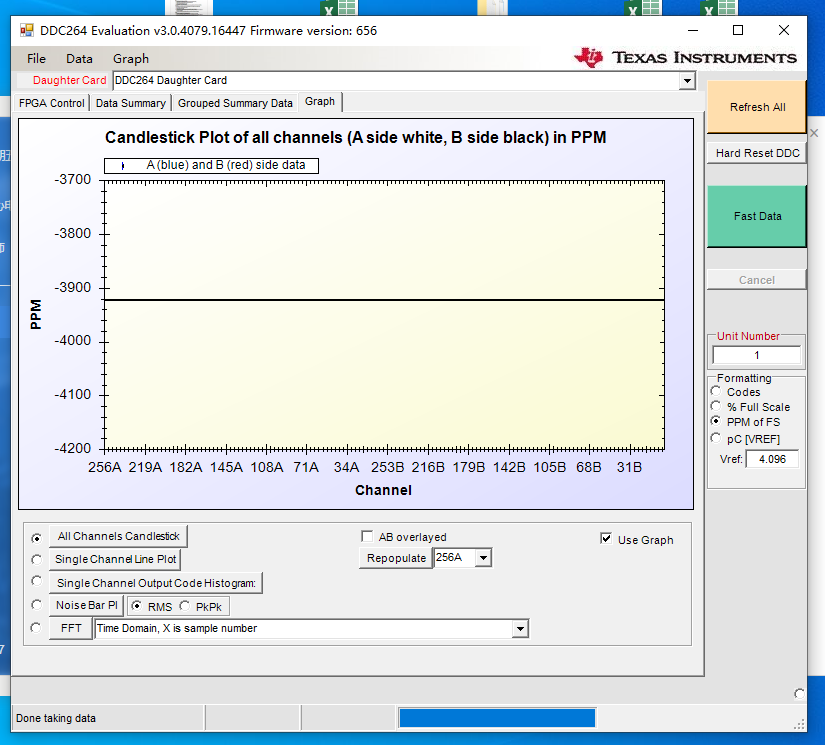 DDC264 Evaluation v3.0.4079.16447 Firmware version: 656
File Data Graph
TEXAS INSTRUMENTS
Daughter Card DDC264 Daughter Card
FPGA Control Data Summary Grouped Summary Data Graph
Refresh All
Hard Reset DDC
Fast Data
Cancel
Unit Number
1
Formatting
Codes
% Full Scale
PPM of FS
pC [VREF]
Vref: 4.096
Candlestick Plot of all channels (A side white, B side black) in PPM
A (blue) and B (red) side data
-3700
-3800
-3900
-4000
-4100
-4200
PPM
256A 219A 182A 145A 108A 71A 34A 253B 216B 179B 142B 105B 68B 31B
Channel
All Channels Candlestick
AB overlayed
Use Graph
Single Channel Line Plot
Repopulate 256A
Single Channel Output Code Histogram:
Noise Bar Pl RMS PkPk
FFT Time Domain, X is sample number
Done taking data